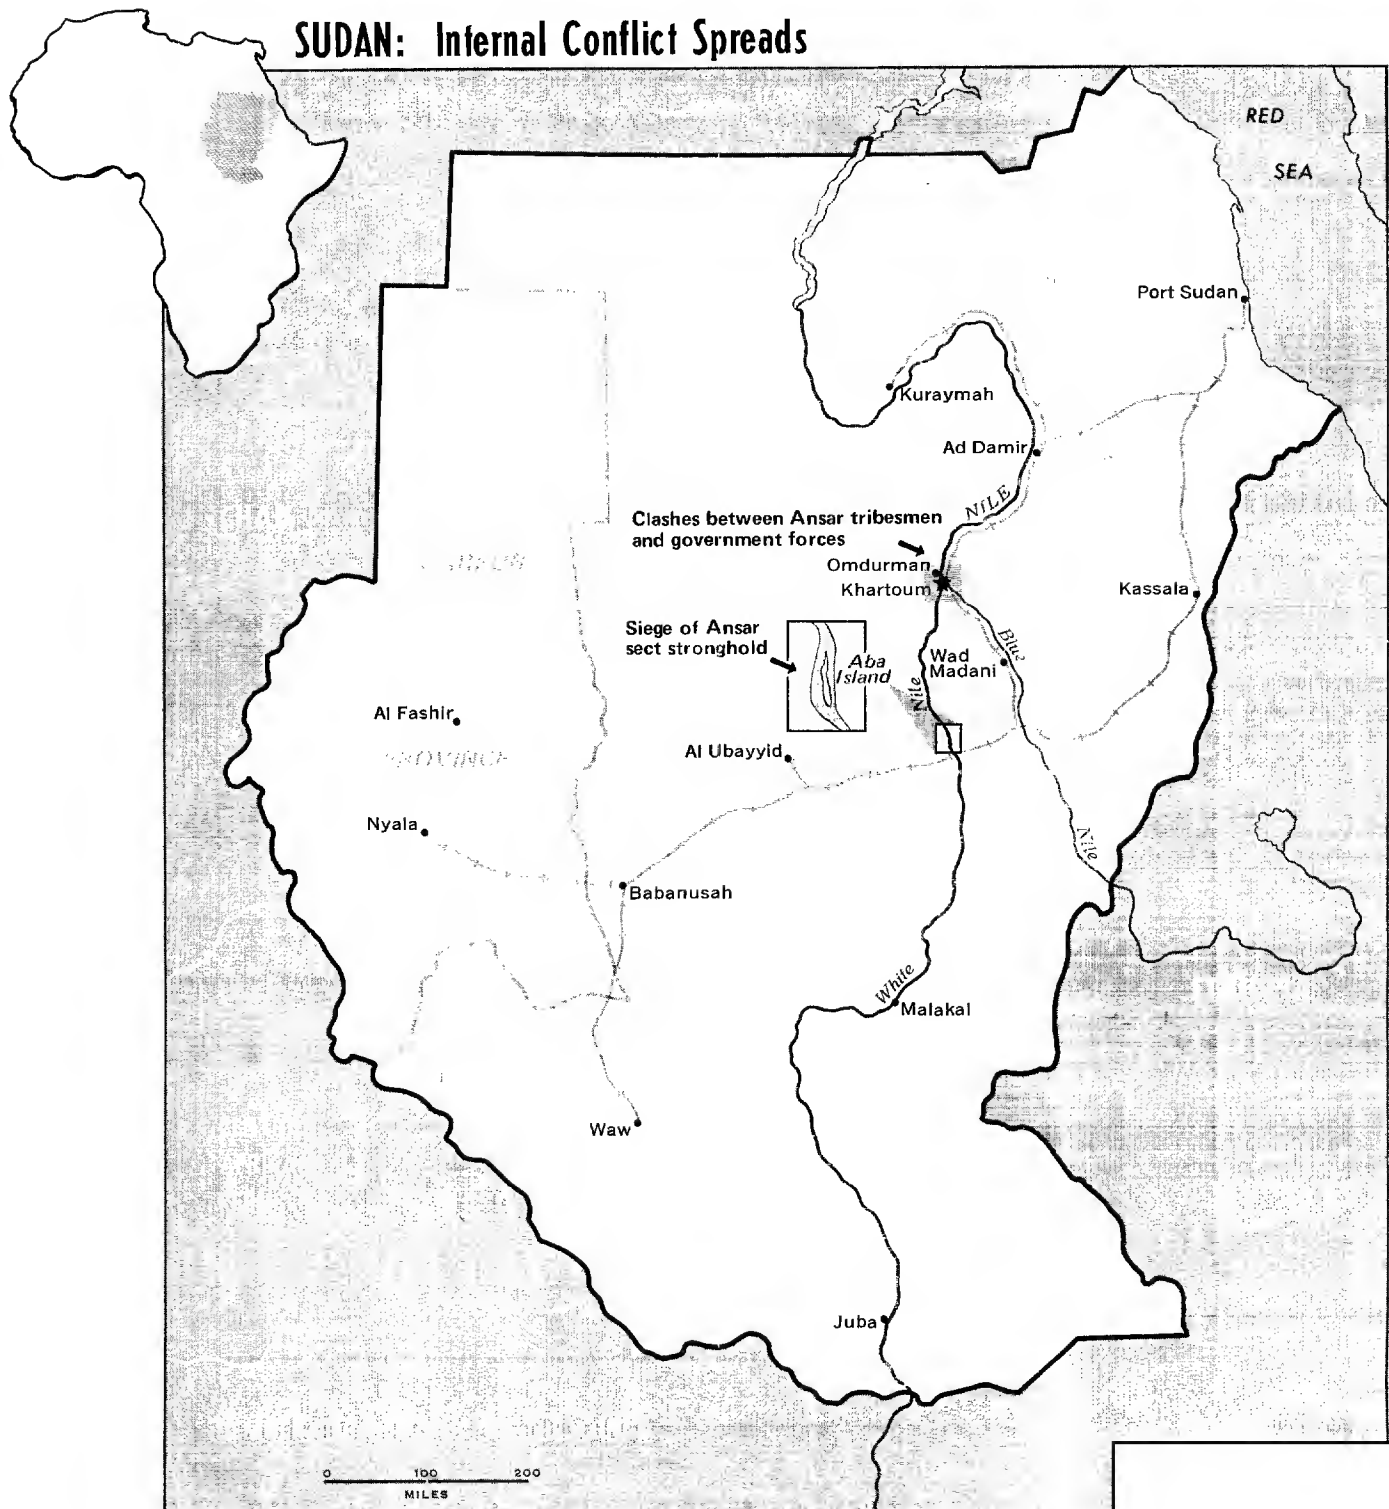 SUDAN: Internal Conflict Spreads
RED
SEA
Port Sudan
Kuraymah
Ad Damir
NILE
Clashes between Ansar tribesmen
and government forces
Omdurman
Khartoum
Kassala
Siege of Ansar
sect stronghold
Aba
Island
Wad
Madani
Blue
Nile
Al Fashir
PROVINCE
Al Ubayyid
Nyala
Nile
Babanusah
White
Malakal
Waw
Juba
0 100 200
MILES